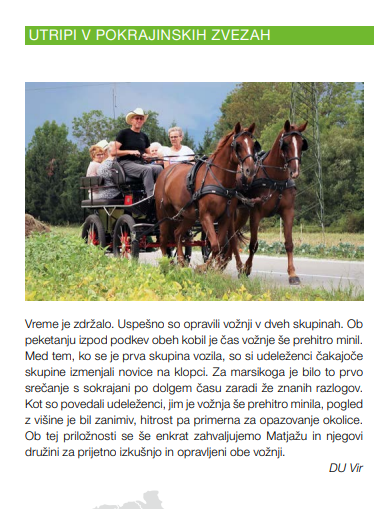 UTRIPI V POKRAJINSKIH ZVEZAH
Vreme je zdržalo. Uspešno so opravili vožnji v dveh skupinah. Ob
peketanju izpod podkev obeh kobil je čas vožnje še prehitro minil.
Med tem, ko se je prva skupina vozila, so si udeleženci čakajoče
skupine izmenjali novice na klopci. Za marsikoga je bilo to prvo
srečanje s sokrajani po dolgem času zaradi že znanih razlogov.
Kot so povedali udeleženci, jim je vožnja še prehitro minila, pogled
z višine je bil zanimiv, hitrost pa primerna za opazovanje okolice.
Ob tej priložnosti se še enkrat zahvaljujemo Matjažu in njegovi
družini za prijetno izkušnjo in opravljeni obe vožnji.
DU Vir